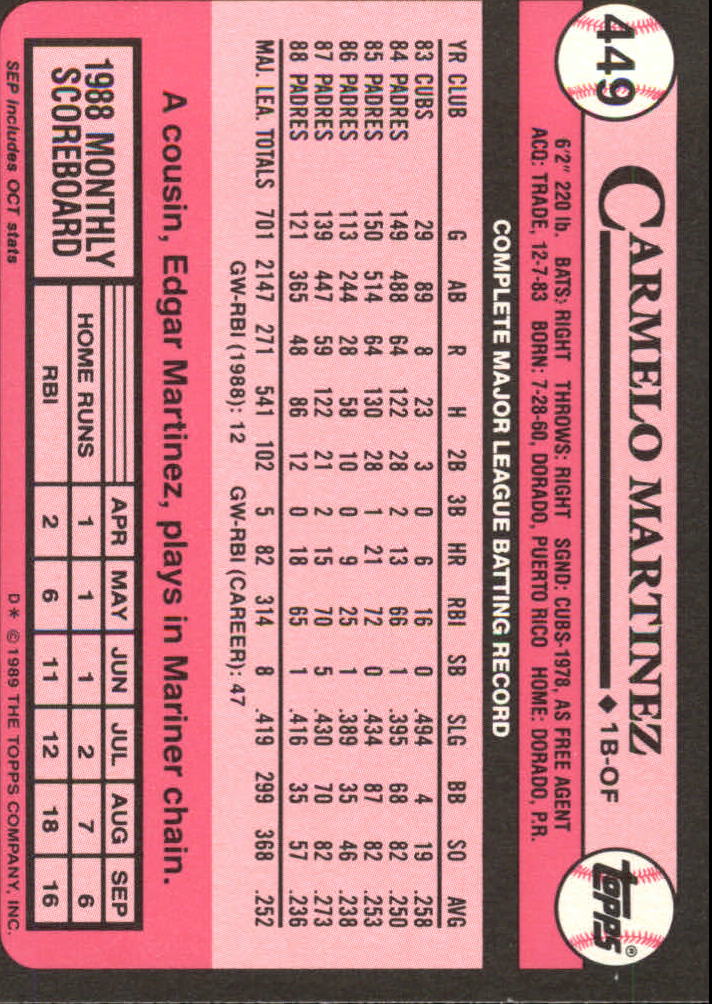 449
CARMELO MARTINEZ ♦ 1B-OF
topps®
6'2" 220 lb. BATS: RIGHT THROWS: RIGHT SGND: CUBS-1978, AS FREE AGENT
ACQ: TRADE, 12-7-83 BORN: 7-28-60, DORADO, PUERTO RICO HOME: DORADO, P.R.
COMPLETE MAJOR LEAGUE BATTING RECORD
YR CLUB G AB R H 2B 3B HR RBI SB SLG BB SO AVG
83 CUBS 29 89 8 23 3 0 6 16 0 .494 4 19 .258
84 PADRES 149 488 64 122 28 2 13 66 1 .395 68 82 .250
85 PADRES 150 514 64 130 28 1 21 72 0 .434 87 82 .253
86 PADRES 113 244 28 58 10 0 9 25 1 .389 35 46 .238
87 PADRES 139 447 59 122 21 2 15 70 5 .430 70 82 .273
88 PADRES 121 365 48 86 12 0 18 65 1 .416 35 57 .236
MAJ. LEA. TOTALS 701 2147 271 541 102 5 82 314 8 .419 299 368 .252
GW-RBI (1988): 12 GW-RBI (CAREER): 47
A cousin, Edgar Martinez, plays in Mariner chain.
1988 MONTHLY
SCOREBOARD
APR MAY JUN JUL AUG SEP
HOME RUNS 1 1 1 2 7 6
RBI 2 6 11 12 18 16
SEP includes OCT stats
D* © 1989 THE TOPPS COMPANY, INC.